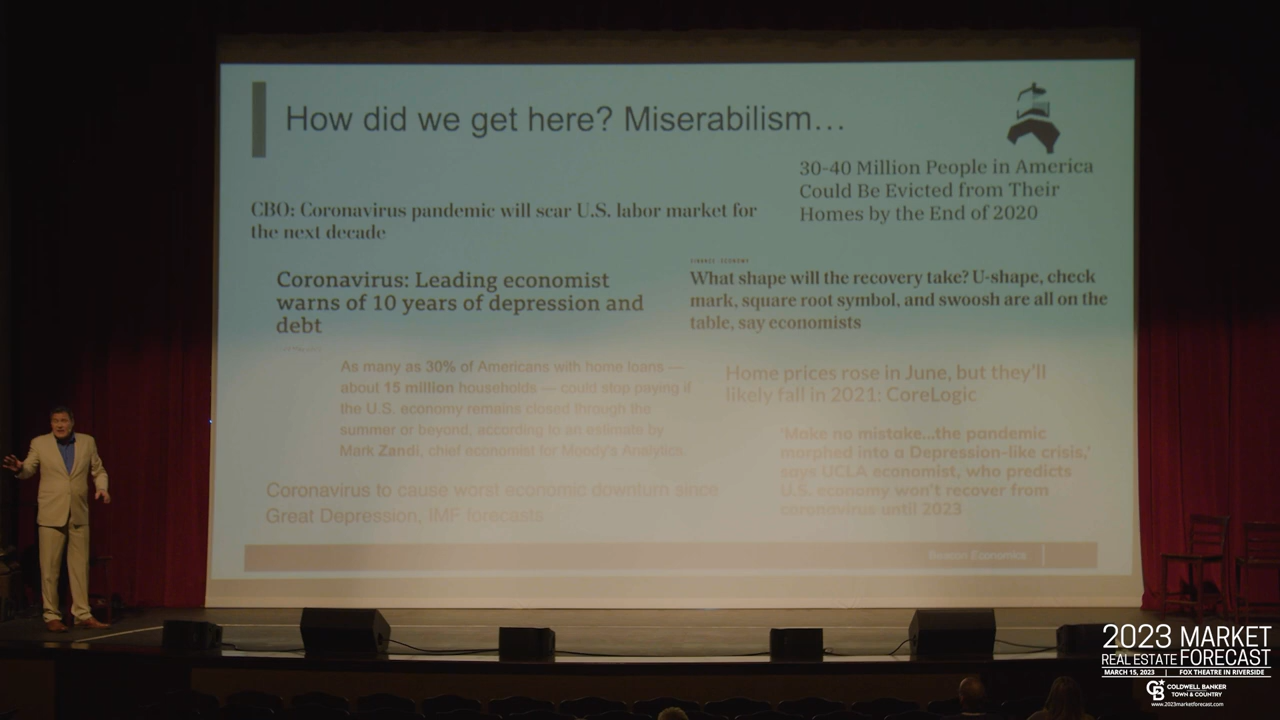 How did we get here? Miserabilism…
30-40 Million People in America
Could Be Evicted from Their
Homes by the End of 2020
CBO: Coronavirus pandemic will scar U.S. labor market for
the next decade
Coronavirus: Leading economist
warns of 10 years of depression and
debt
FINANCE·ECONOMY
What shape will the recovery take? U-shape, check
mark, square root symbol, and swoosh are all on the
table, say economists
As many as 30% of Americans with home loans —
about 15 million households — could stop paying if
the U.S. economy remains closed through the
summer or beyond, according to an estimate by
Mark Zandi, chief economist for Moody's Analytics.
Home prices rose in June, but they'll
likely fall in 2021: CoreLogic
'Make no mistake...the pandemic
morphed into a Depression-like crisis,'
says UCLA economist, who predicts
U.S. economy won't recover from
coronavirus until 2023
Coronavirus to cause worst economic downturn since
Great Depression, IMF forecasts
Beacon Economics
2023 MARKET
REAL ESTATE FORECAST
MARCH 15, 2023 | FOX THEATRE IN RIVERSIDE
CB COLDWELL BANKER
TOWN & COUNTRY
www.2023marketforecast.com